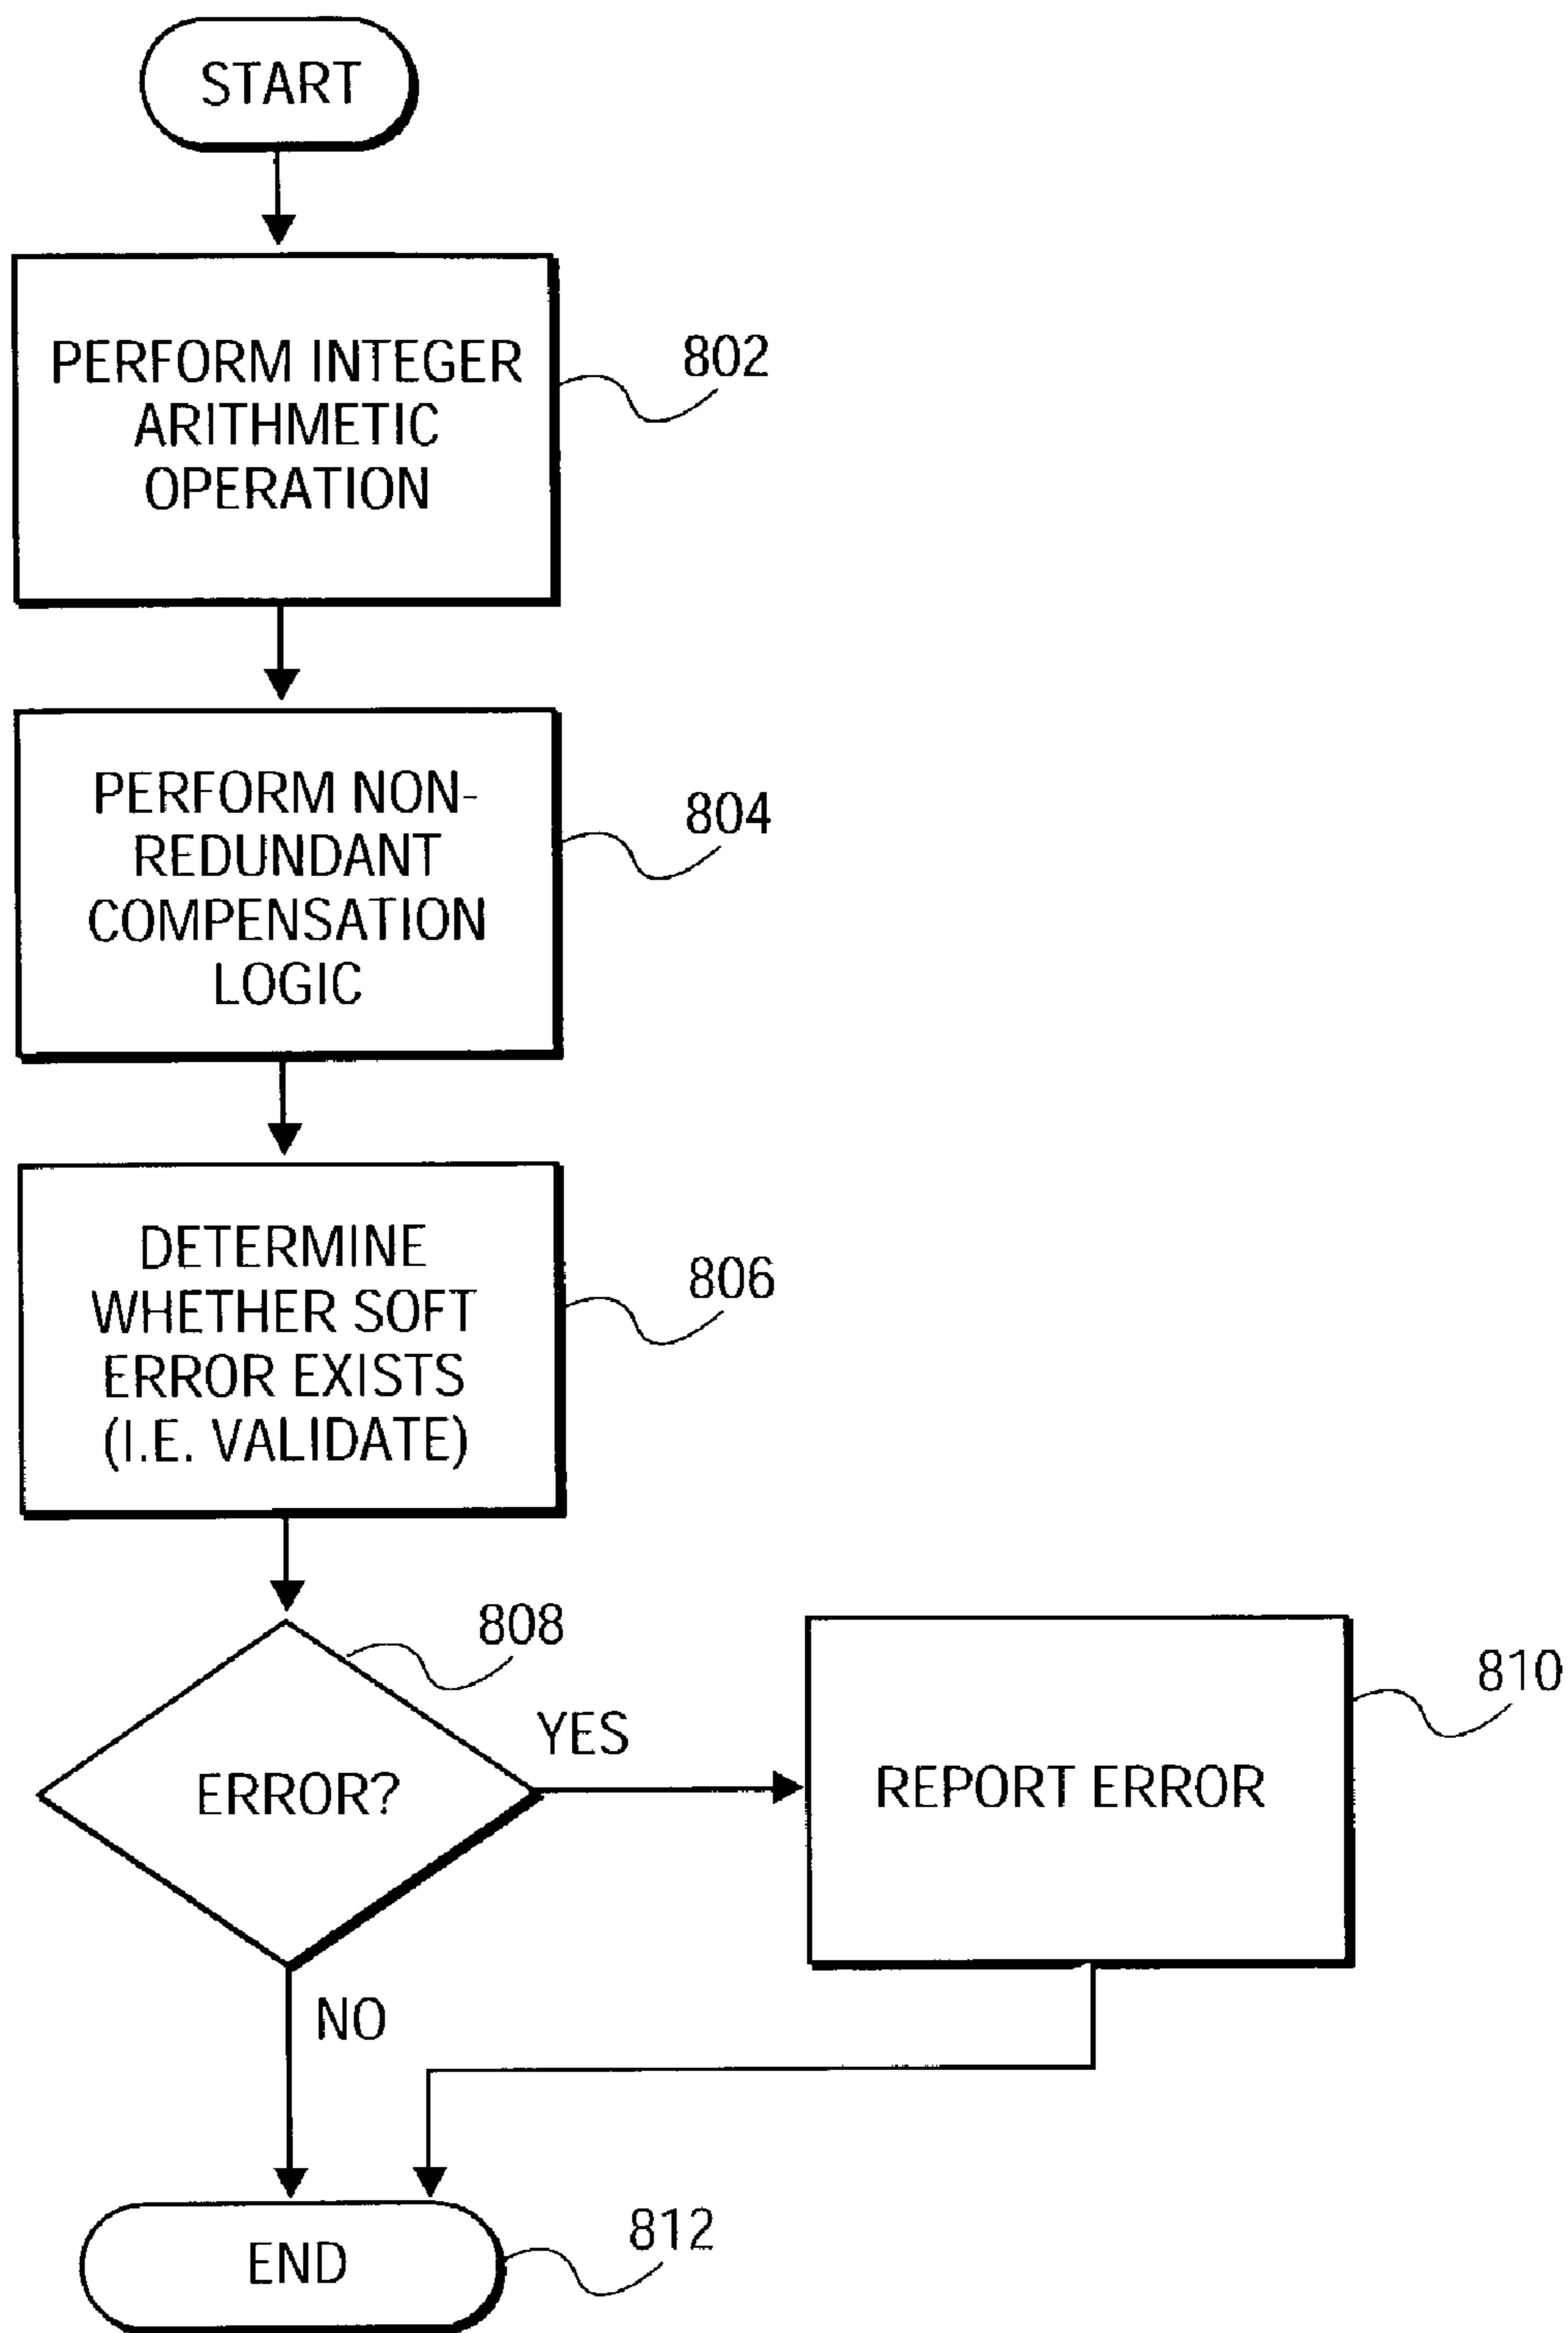 START
PERFORM INTEGER
ARITHMETIC
OPERATION
802
PERFORM NON-
REDUNDANT
COMPENSATION
LOGIC
804
DETERMINE
WHETHER SOFT
ERROR EXISTS
(I.E. VALIDATE)
806
808
ERROR?
YES
REPORT ERROR
810
NO
END
812